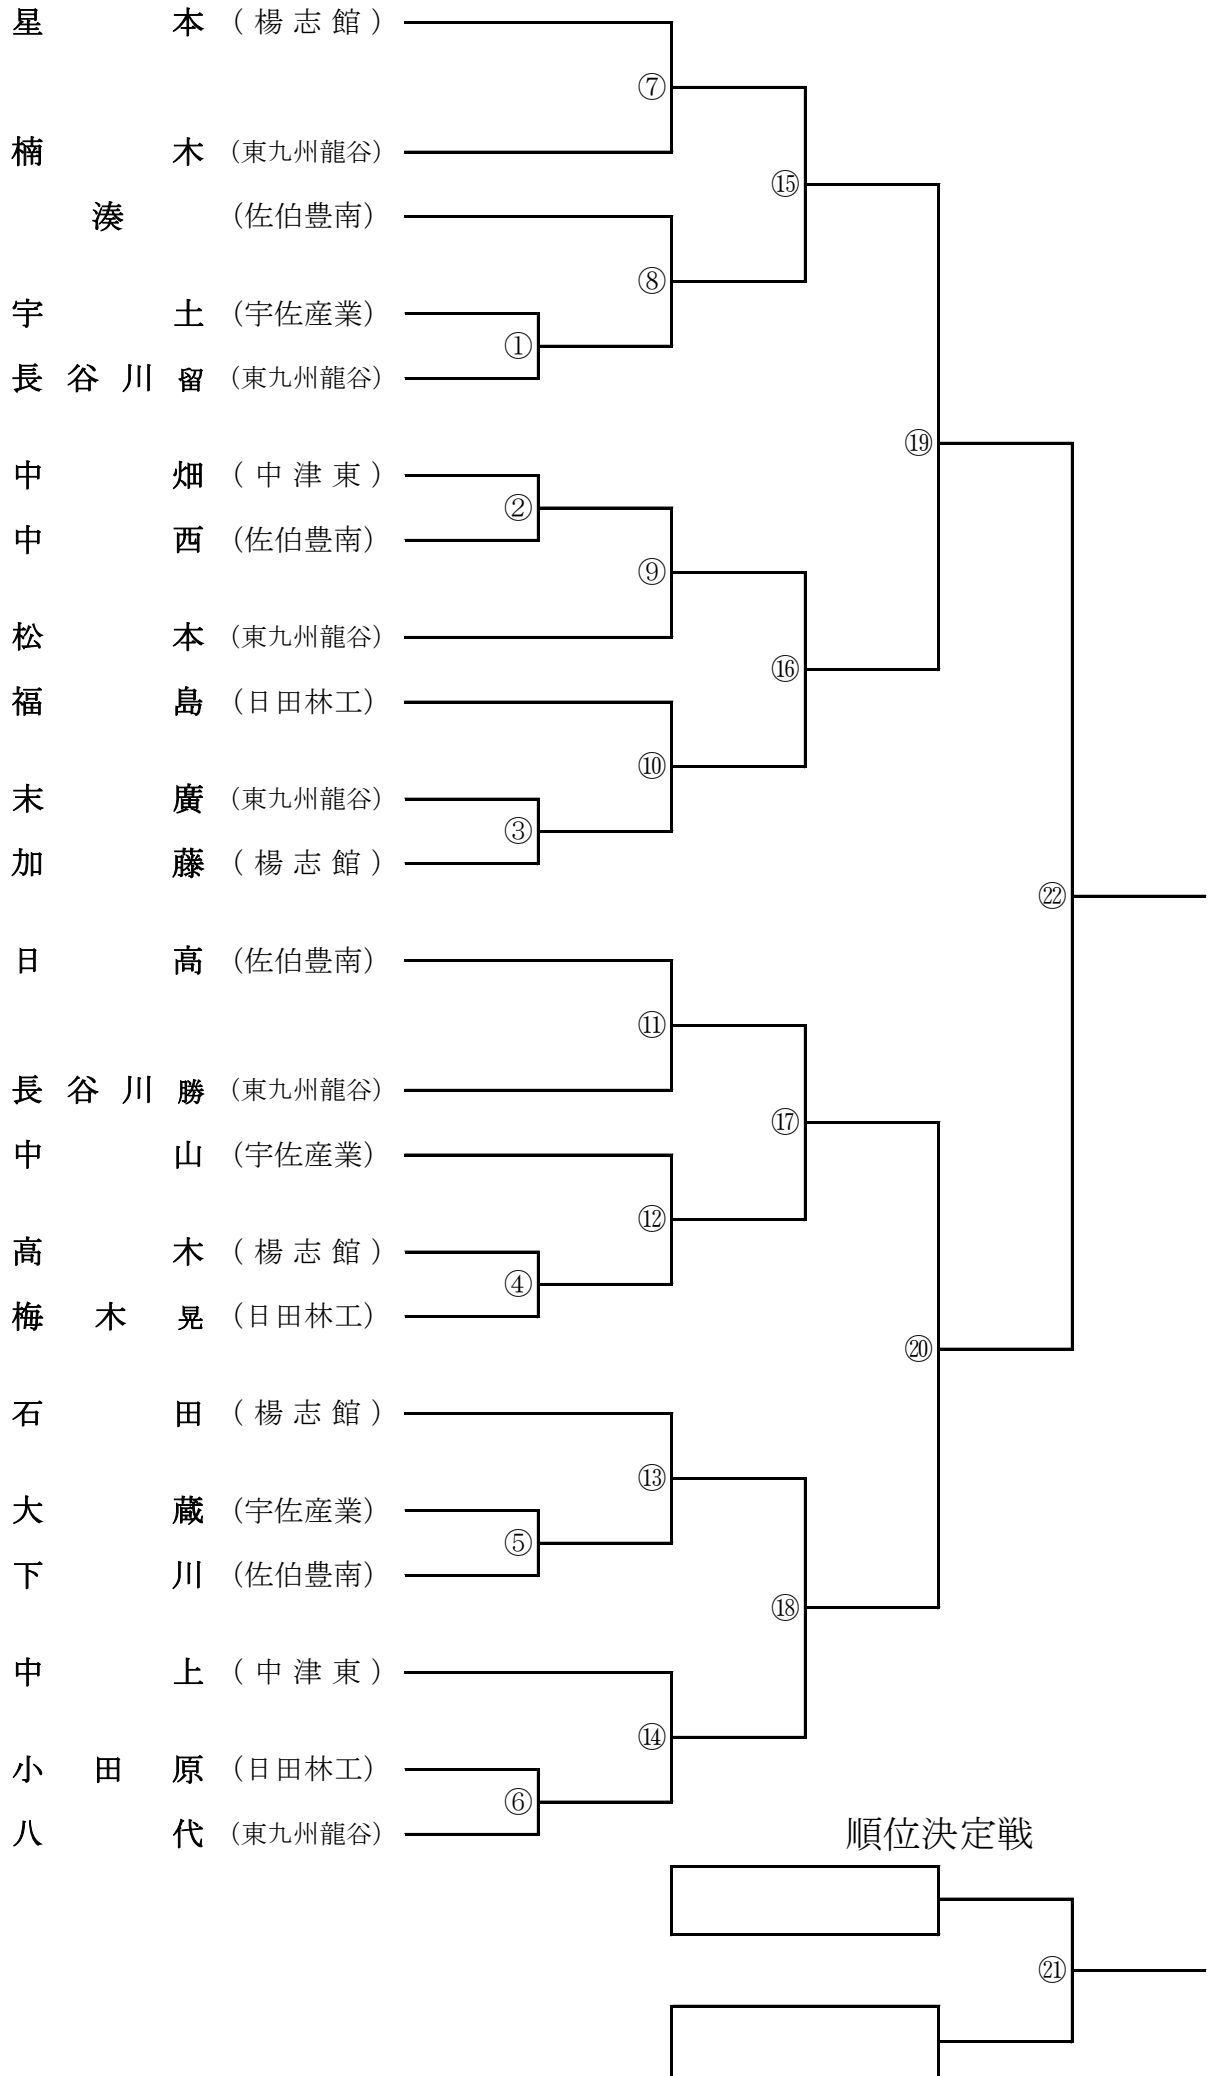 星本（楊志館）
⑦
楠木（東九州龍谷）
⑮
湊（佐伯豊南）
⑧
宇土（宇佐産業）
①
長谷川留（東九州龍谷）
⑲
中畑（中津東）
②
中西（佐伯豊南）
⑨
松本（東九州龍谷）
⑯
福島（日田林工）
⑩
末廣（東九州龍谷）
③
加藤（楊志館）
㉒
日高（佐伯豊南）
⑪
長谷川勝（東九州龍谷）
⑰
中山（宇佐産業）
⑫
高木（楊志館）
④
梅木晃（日田林工）
⑳
石田（楊志館）
⑬
大蔵（宇佐産業）
⑤
下川（佐伯豊南）
⑱
中上（中津東）
⑭
小田原（日田林工）
⑥
八代（東九州龍谷）
順位決定戦
㉑